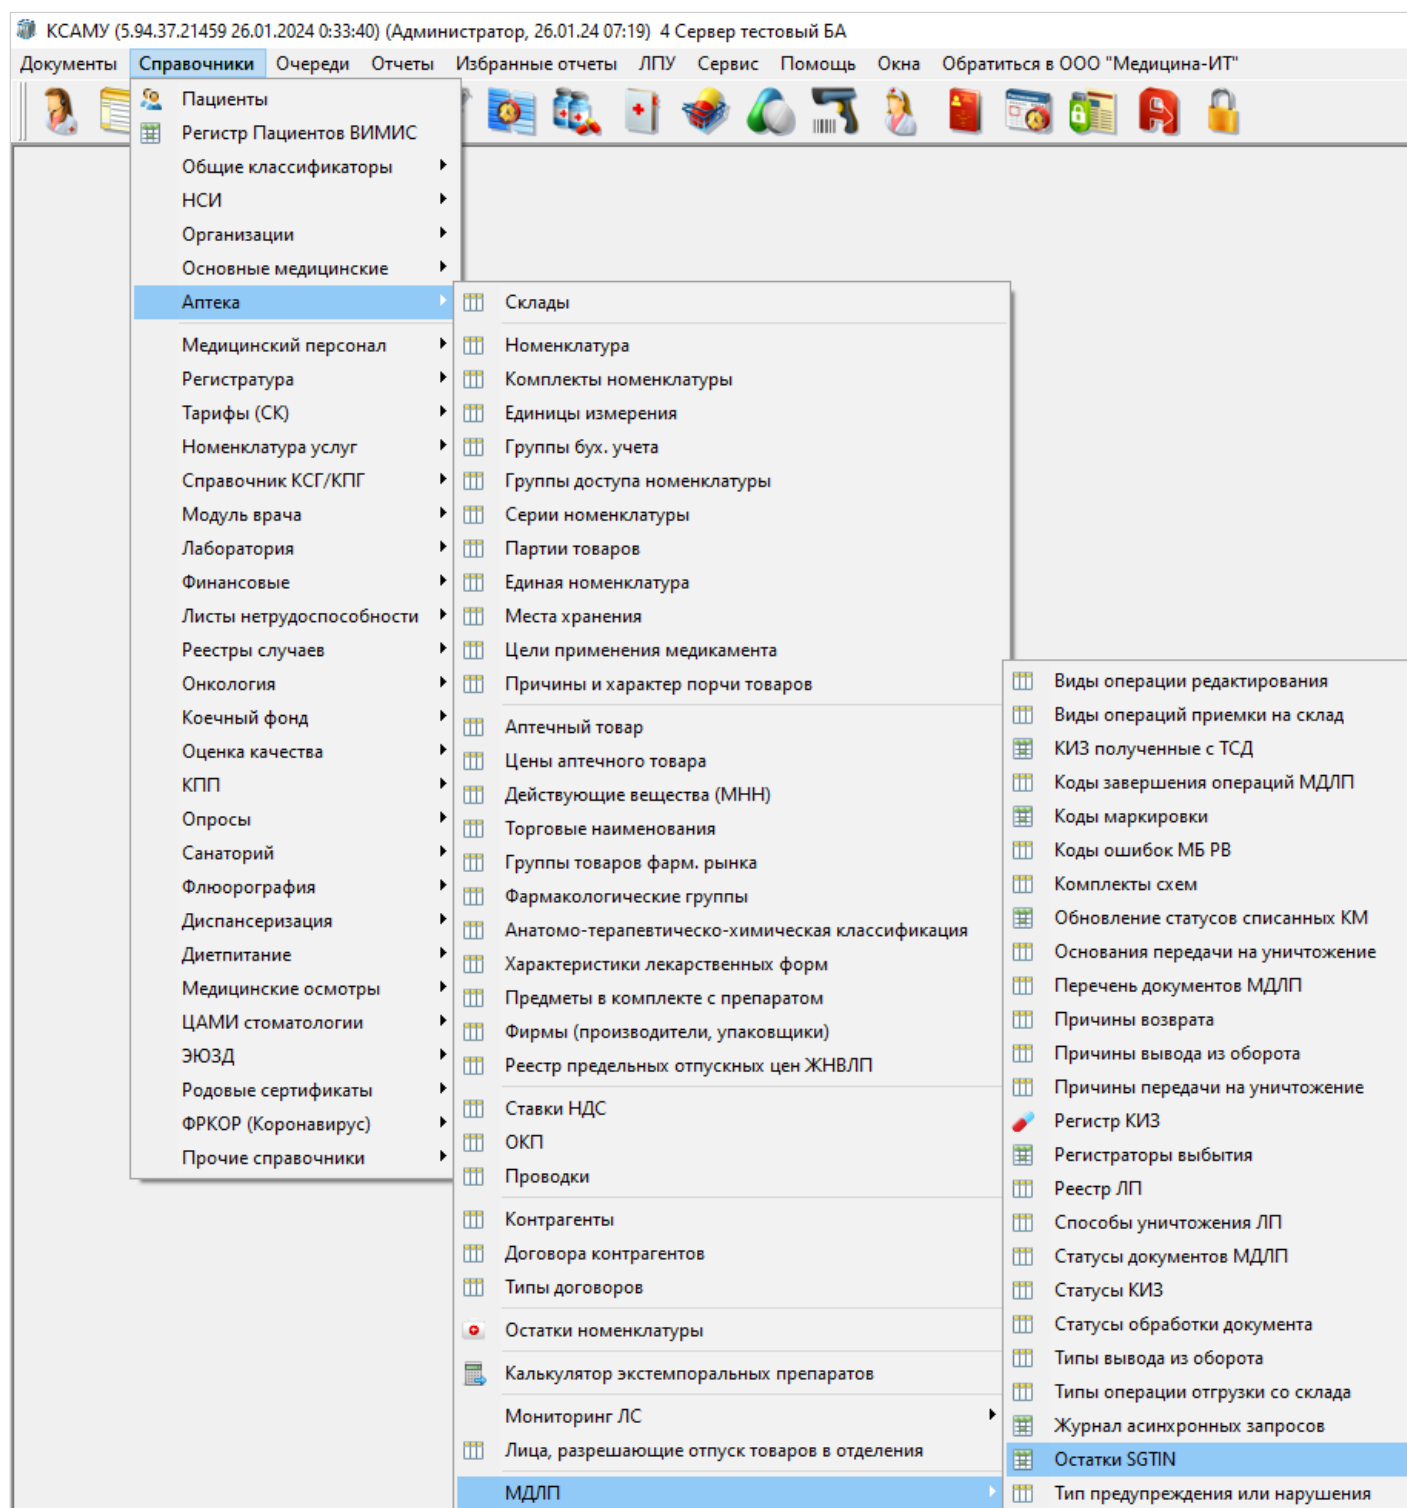 КСАМУ (5.94.37.21459 26.01.2024 0:33:40) (Администратор, 26.01.24 07:19)  4 Сервер тестовый БА
Документы Справочники Очереди Отчеты Избранные отчеты ЛПУ Сервис Помощь Окна Обратиться в ООО "Медицина-ИТ"
Пациенты
Регистр Пациентов ВИМИС
Общие классификаторы
НСИ
Организации
Основные медицинские
Аптека
Медицинский персонал
Регистратура
Тарифы (СК)
Номенклатура услуг
Справочник КСГ/КПГ
Модуль врача
Лаборатория
Финансовые
Листы нетрудоспособности
Реестры случаев
Онкология
Коечный фонд
Оценка качества
КПП
Опросы
Санаторий
Флюорография
Диспансеризация
Диетпитание
Медицинские осмотры
ЦАМИ стоматологии
ЭЮЗД
Родовые сертификаты
ФРКОР (Коронавирус)
Прочие справочники
Склады
Номенклатура
Комплекты номенклатуры
Единицы измерения
Группы бух. учета
Группы доступа номенклатуры
Серии номенклатуры
Партии товаров
Единая номенклатура
Места хранения
Цели применения медикамента
Причины и характер порчи товаров
Аптечный товар
Цены аптечного товара
Действующие вещества (МНН)
Торговые наименования
Группы товаров фарм. рынка
Фармакологические группы
Анатомо-терапевтическо-химическая классификация
Характеристики лекарственных форм
Предметы в комплекте с препаратом
Фирмы (производители, упаковщики)
Реестр предельных отпускных цен ЖНВЛП
Ставки НДС
ОКП
Проводки
Контрагенты
Договора контрагентов
Типы договоров
Остатки номенклатуры
Калькулятор экстемпоральных препаратов
Мониторинг ЛС
Лица, разрешающие отпуск товаров в отделения
МДЛП
Виды операции редактирования
Виды операций приемки на склад
КИЗ полученные с ТСД
Коды завершения операций МДЛП
Коды маркировки
Коды ошибок МБ РВ
Комплекты схем
Обновление статусов списанных КМ
Основания передачи на уничтожение
Перечень документов МДЛП
Причины возврата
Причины вывода из оборота
Причины передачи на уничтожение
Регистр КИЗ
Регистраторы выбытия
Реестр ЛП
Способы уничтожения ЛП
Статусы документов МДЛП
Статусы КИЗ
Статусы обработки документа
Типы вывода из оборота
Типы операции отгрузки со склада
Журнал асинхронных запросов
Остатки SGTIN
Тип предупреждения или нарушения